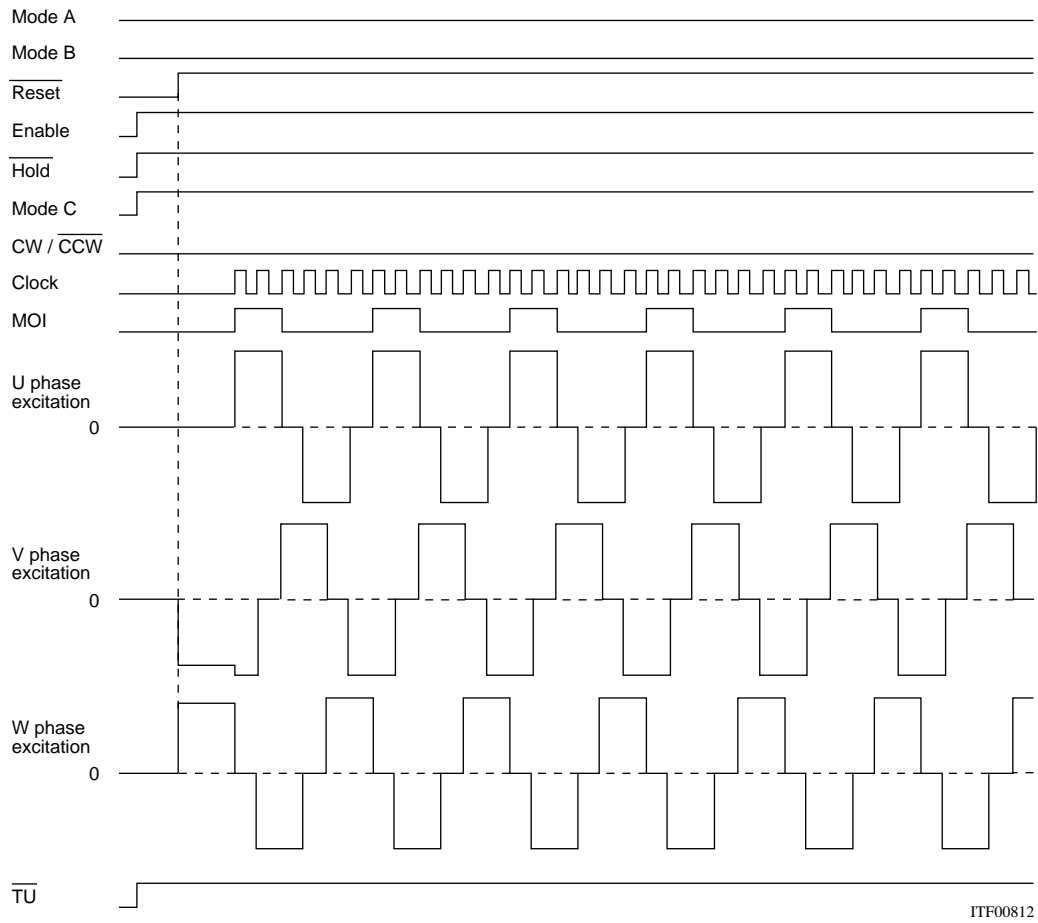 Mode A
Mode B
Reset
Enable
Hold
Mode C
CW / CCW
Clock
MOI
U phase
excitation
0
V phase
excitation
0
W phase
excitation
0
TU
ITF00812